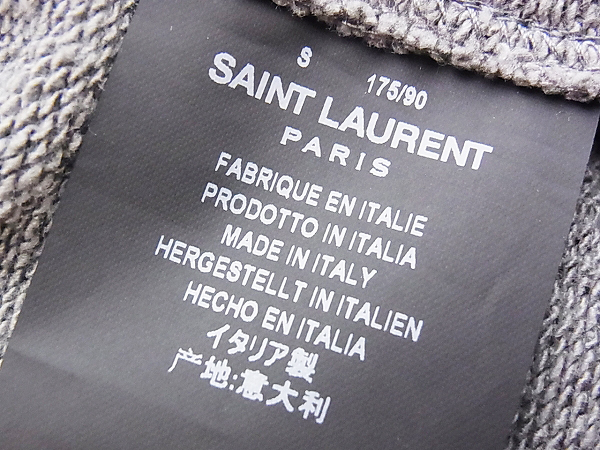 S 175/90
SAINT LAURENT
PARIS
FABRIQUE EN ITALIE
PRODOTTO IN ITALIA
MADE IN ITALY
HERGESTELLT IN ITALIEN
HECHO EN ITALIA
イタリア製
产地:意大利